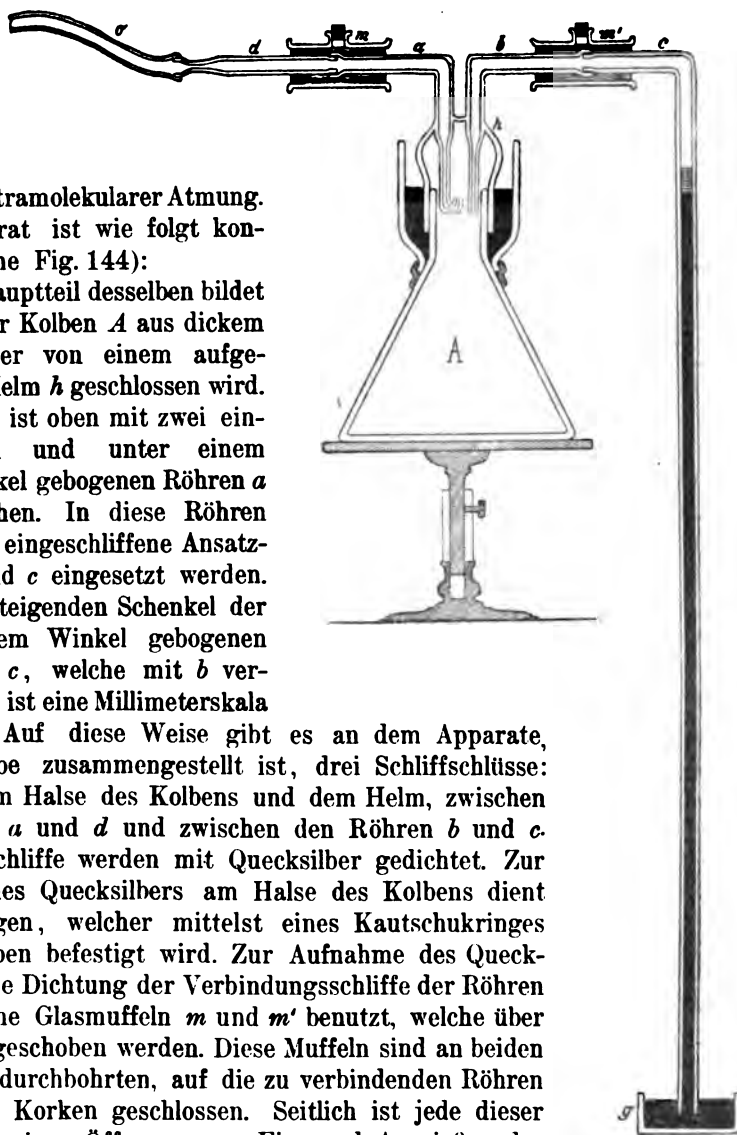 σ d m a b m' c
h
tramolekularer Atmung.
rat ist wie folgt kon-
ne Fig. 144):
auptteil desselben bildet
r Kolben A aus dickem
er von einem aufge-
elm h geschlossen wird.
ist oben mit zwei ein-
und unter einem
kel gebogenen Röhren a
hen. In diese Röhren
eingeschliffene Ansatz-
d c eingesetzt werden.
teigenden Schenkel der
em Winkel gebogenen
c, welche mit b ver-
ist eine Millimeterskala
A
Auf diese Weise gibt es an dem Apparate,
be zusammengestellt ist, drei Schliffschlüsse:
m Halse des Kolbens und dem Helm, zwischen
a und d und zwischen den Röhren b und c.
chliffe werden mit Quecksilber gedichtet. Zur
nes Quecksilbers am Halse des Kolbens dient
gen, welcher mittelst eines Kautschukringes
ben befestigt wird. Zur Aufnahme des Queck-
e Dichtung der Verbindungsschliffe der Röhren
ne Glasmuffeln m und m' benutzt, welche über
geschoben werden. Diese Muffeln sind an beiden
durchbohrten, auf die zu verbindenden Röhren
Korken geschlossen. Seitlich ist jede dieser
g